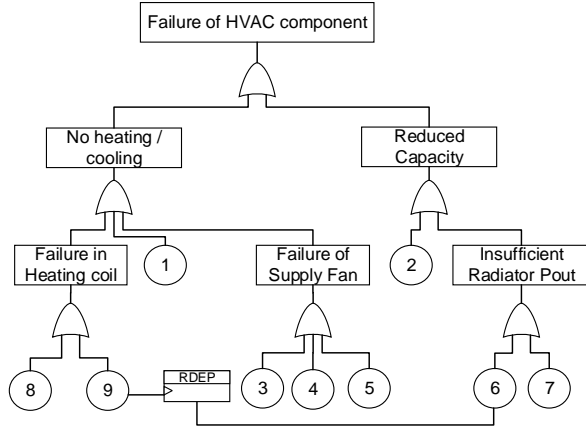 Failure of HVAC component
No heating /
cooling
Reduced
Capacity
Failure in
Heating coil
1
Failure of
Supply Fan
2
Insufficient
Radiator Pout
8
9
RDEP
3
4
5
6
7